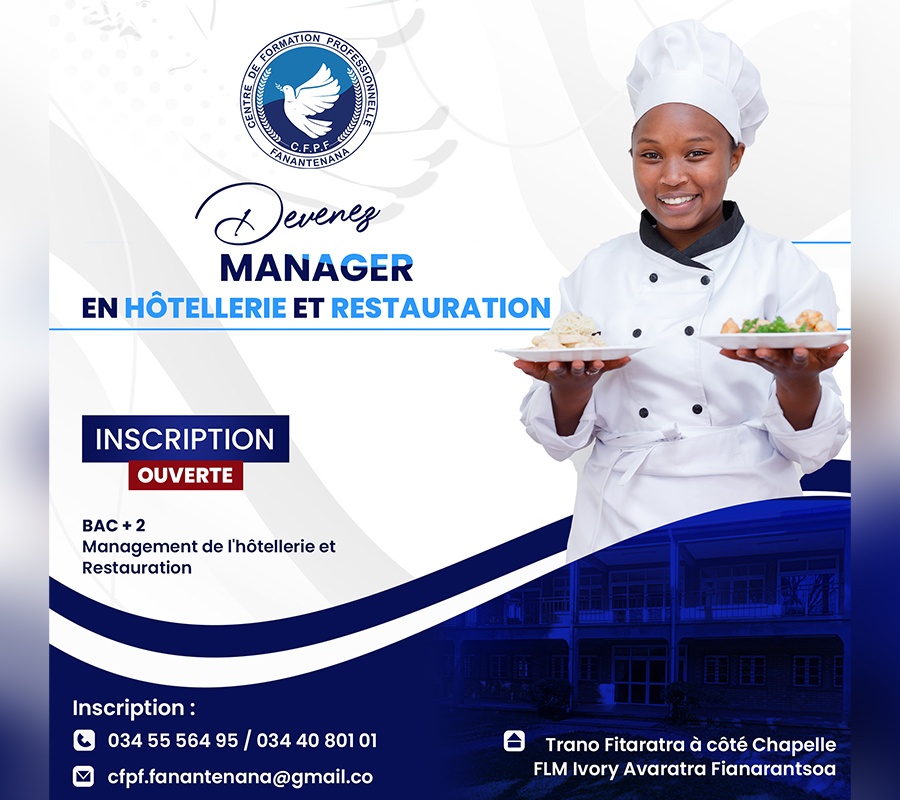 CENTRE DE FORMATION PROFESSIONNELLE
C.F.P.F
FANANTENANA
Devenez
MANAGER
EN HÔTELLERIE ET RESTAURATION
INSCRIPTION
OUVERTE
BAC + 2
Management de l'hôtellerie et
Restauration
Inscription :
034 55 564 95 / 034 40 801 01
cfpf.fanantenana@gmail.co
Trano Fitaratra à côté Chapelle
FLM Ivory Avaratra Fianarantsoa